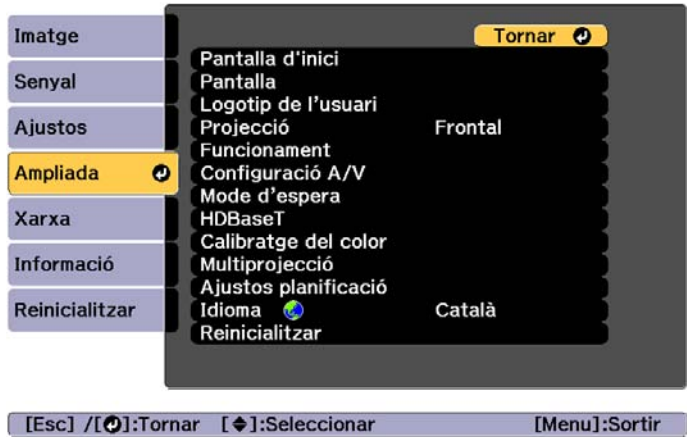 Imatge
Senyal
Ajustos
Ampliada
Xarxa
Informació
Reinicialitzar
Tornar
Pantalla d'inici
Pantalla
Logotip de l'usuari
Projecció Frontal
Funcionament
Configuració A/V
Mode d'espera
HDBaseT
Calibratge del color
Multiprojecció
Ajustos planificació
Idioma Català
Reinicialitzar
[Esc] /[⏎]:Tornar [◆]:Seleccionar [Menu]:Sortir